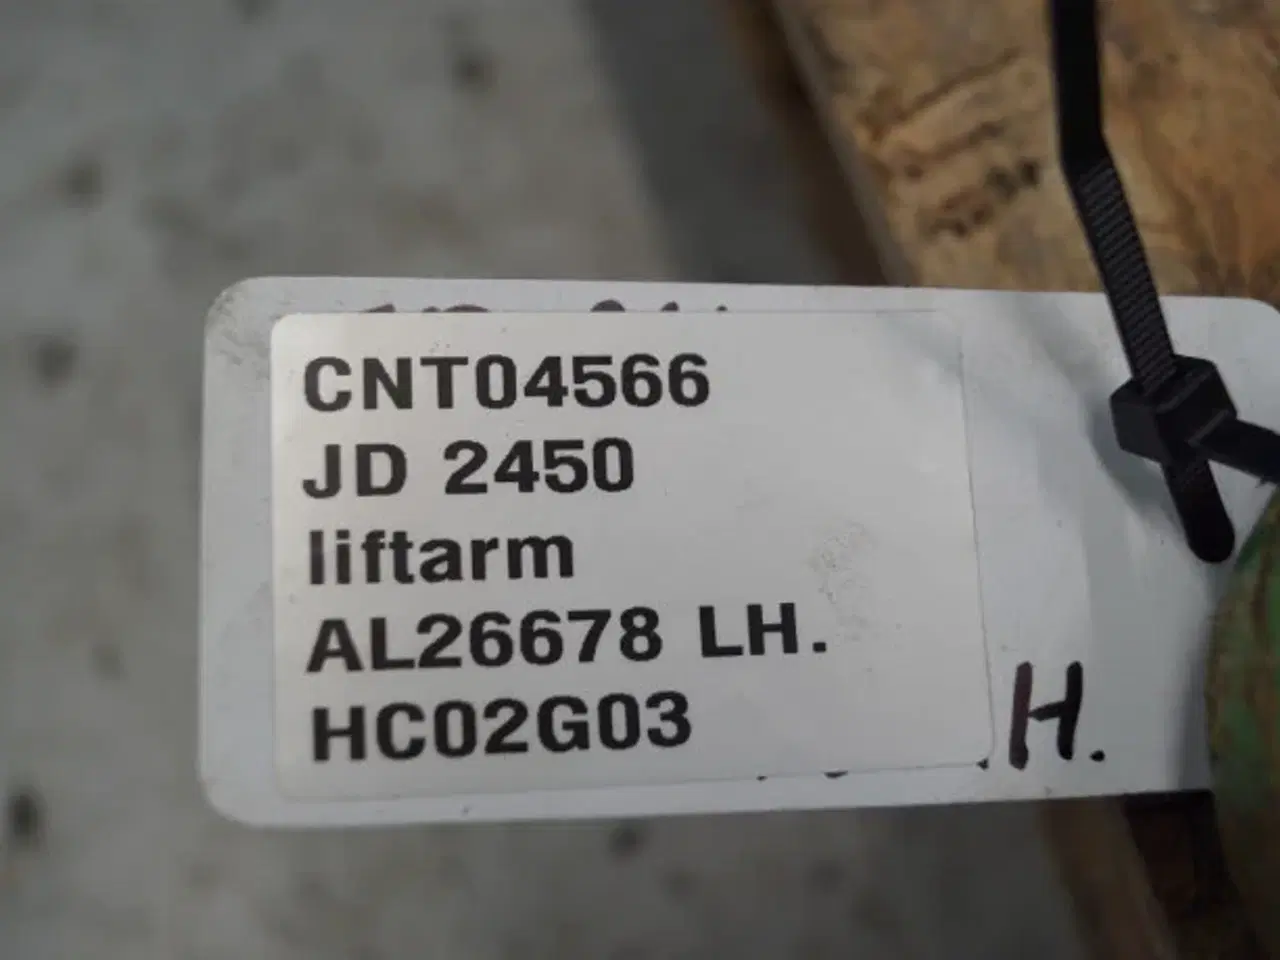 CNT04566
JD 2450
liftarm
AL26678 LH.
HC02G03
H.